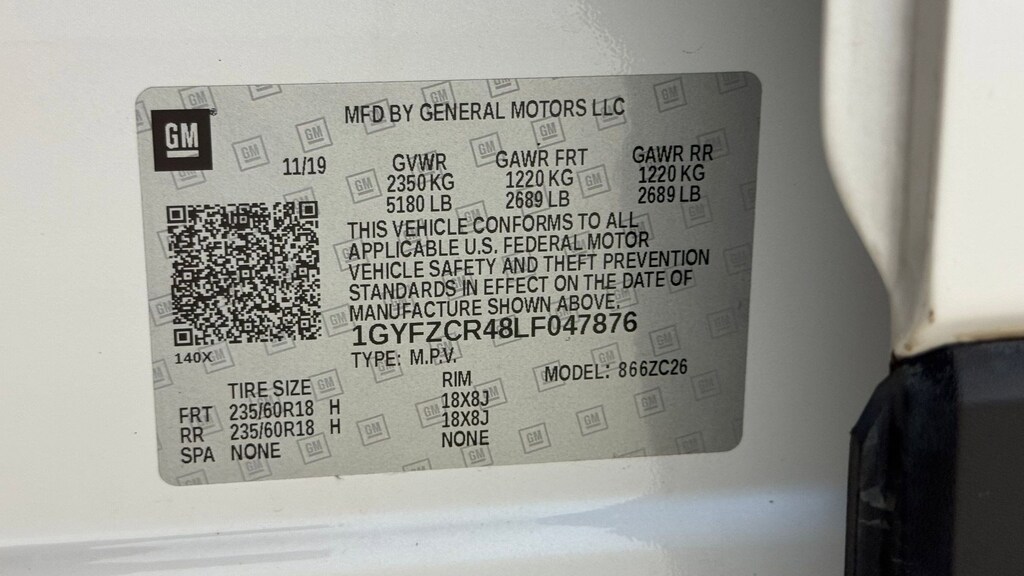 GM
MFD BY GENERAL MOTORS LLC
11/19 GVWR GAWR FRT GAWR RR
2350 KG 1220 KG 1220 KG
5180 LB 2689 LB 2689 LB
THIS VEHICLE CONFORMS TO ALL
APPLICABLE U.S. FEDERAL MOTOR
VEHICLE SAFETY AND THEFT PREVENTION
STANDARDS IN EFFECT ON THE DATE OF
MANUFACTURE SHOWN ABOVE.
1GYFZCR48LF047876
140X
TYPE: M.P.V. MODEL: 866ZC26
TIRE SIZE RIM
FRT 235/60R18 H 18X8J
RR 235/60R18 H 18X8J
SPA NONE NONE